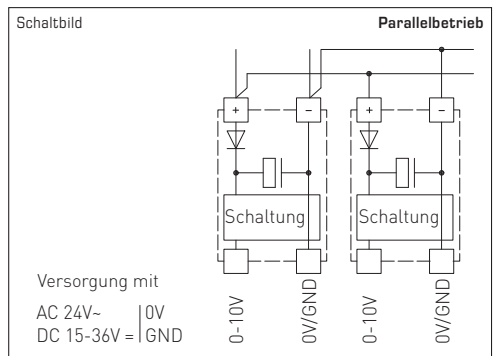 Schaltbild
Parallelbetrieb
+ − + −
Schaltung Schaltung
Versorgung mit
AC 24V~ | 0V
DC 15-36V = | GND
0-10V
0V/GND
0-10V
0V/GND